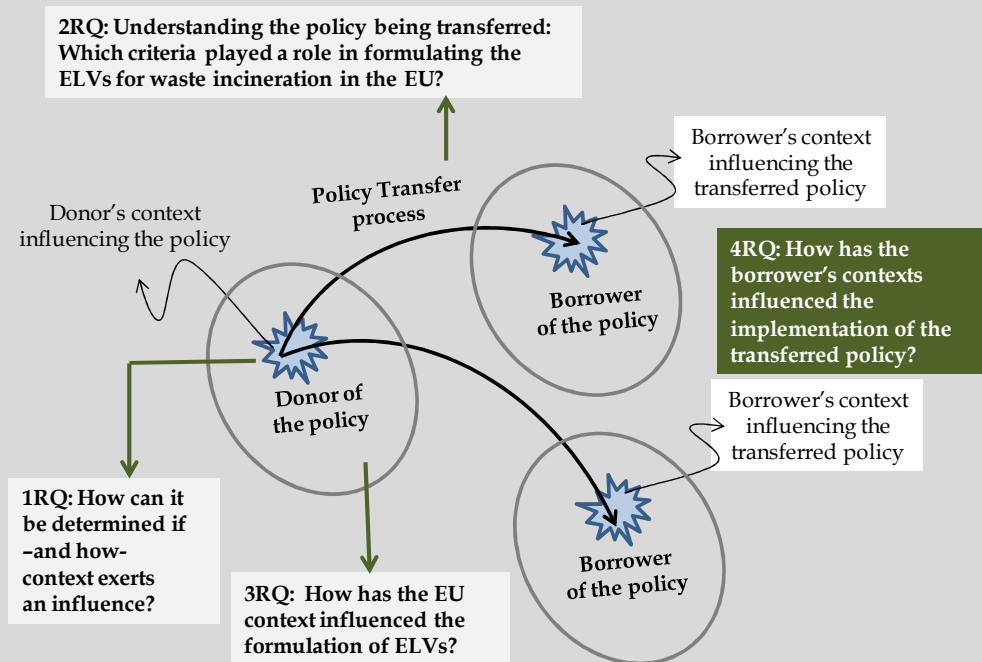 2RQ: Understanding the policy being transferred:
Which criteria played a role in formulating the
ELVs for waste incineration in the EU?
Borrower's context
influencing the
transferred policy
Policy Transfer
process
Donor's context
influencing the policy
4RQ: How has the
borrower's contexts
influenced the
implementation of the
transferred policy?
Borrower
of the policy
Donor of
the policy
Borrower's context
influencing the
transferred policy
1RQ: How can it
be determined if
–and how-
context exerts
an influence?
Borrower
of the policy
3RQ: How has the EU
context influenced the
formulation of ELVs?